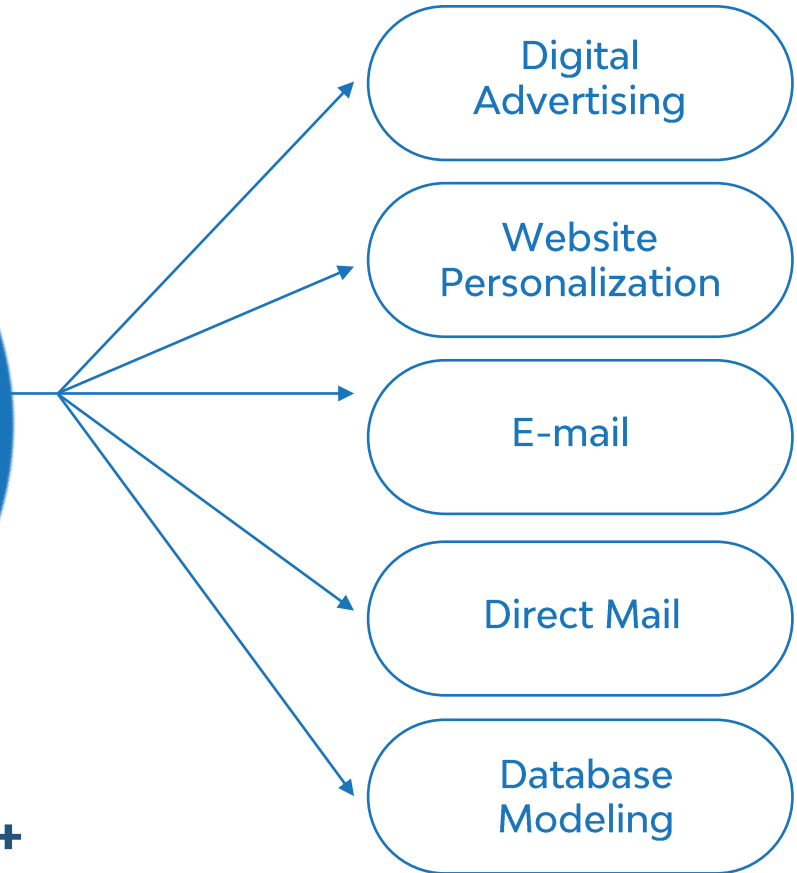 Digital
Advertising
Website
Personalization
E-mail
Direct Mail
Database
Modeling
+